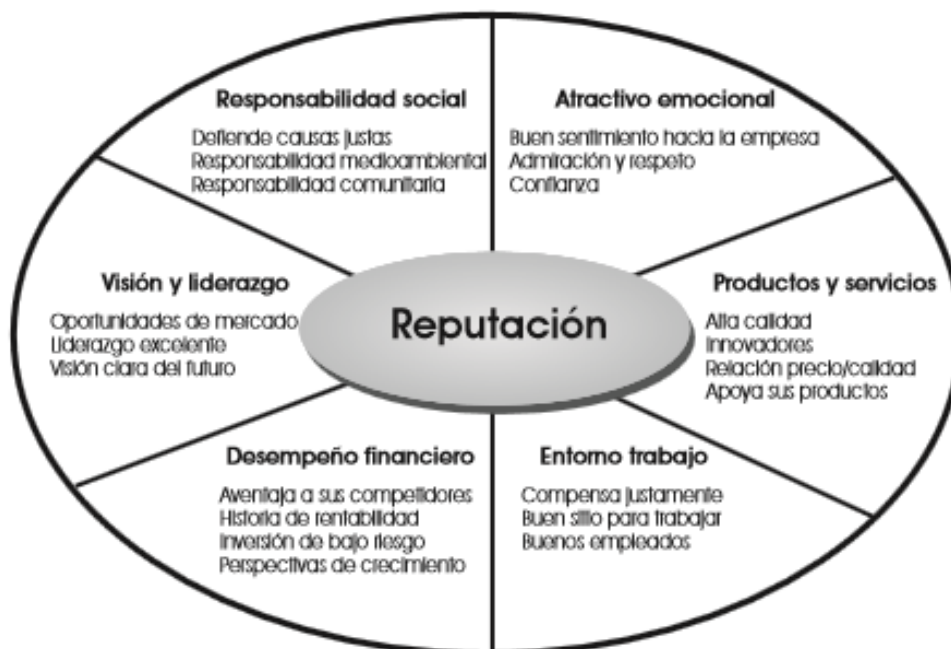 Responsabilidad social
Defiende causas justas
Responsabilidad medioambiental
Responsabilidad comunitaria
Atractivo emocional
Buen sentimiento hacia la empresa
Admiración y respeto
Confianza
Visión y liderazgo
Oportunidades de mercado
Liderazgo excelente
Visión clara del futuro
Reputación
Productos y servicios
Alta calidad
Innovadores
Relación precio/calidad
Apoya sus productos
Desempeño financiero
Aventaja a sus competidores
Historia de rentabilidad
Inversión de bajo riesgo
Perspectivas de crecimiento
Entorno trabajo
Compensa justamente
Buen sitio para trabajar
Buenos empleados